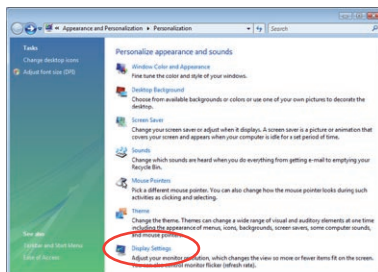 Appearance and Personalization ▸ Personalization
Search
Tasks
Change desktop icons
Adjust font size (DPI)
Personalize appearance and sounds
Window Color and Appearance
Fine tune the color and style of your windows.
Desktop Background
Choose from available backgrounds or colors or use one of your own pictures to decorate the
desktop.
Screen Saver
Change your screen saver or adjust when it displays. A screen saver is a picture or animation that
covers your screen and appears when your computer is idle for a set period of time.
Sounds
Change which sounds are heard when you do everything from getting e-mail to emptying your
Recycle Bin.
Mouse Pointers
Pick a different mouse pointer. You can also change how the mouse pointer looks during such
activities as clicking and selecting.
Theme
Change the theme. Themes can change a wide range of visual and auditory elements at one time
including the appearance of menus, icons, backgrounds, screen savers, some computer sounds,
and mouse pointers.
Display Settings
Adjust your monitor resolution, which changes the view so more or fewer items fit on the screen.
You can also control monitor flicker (refresh rate).
See also
Taskbar and Start Menu
Ease of Access